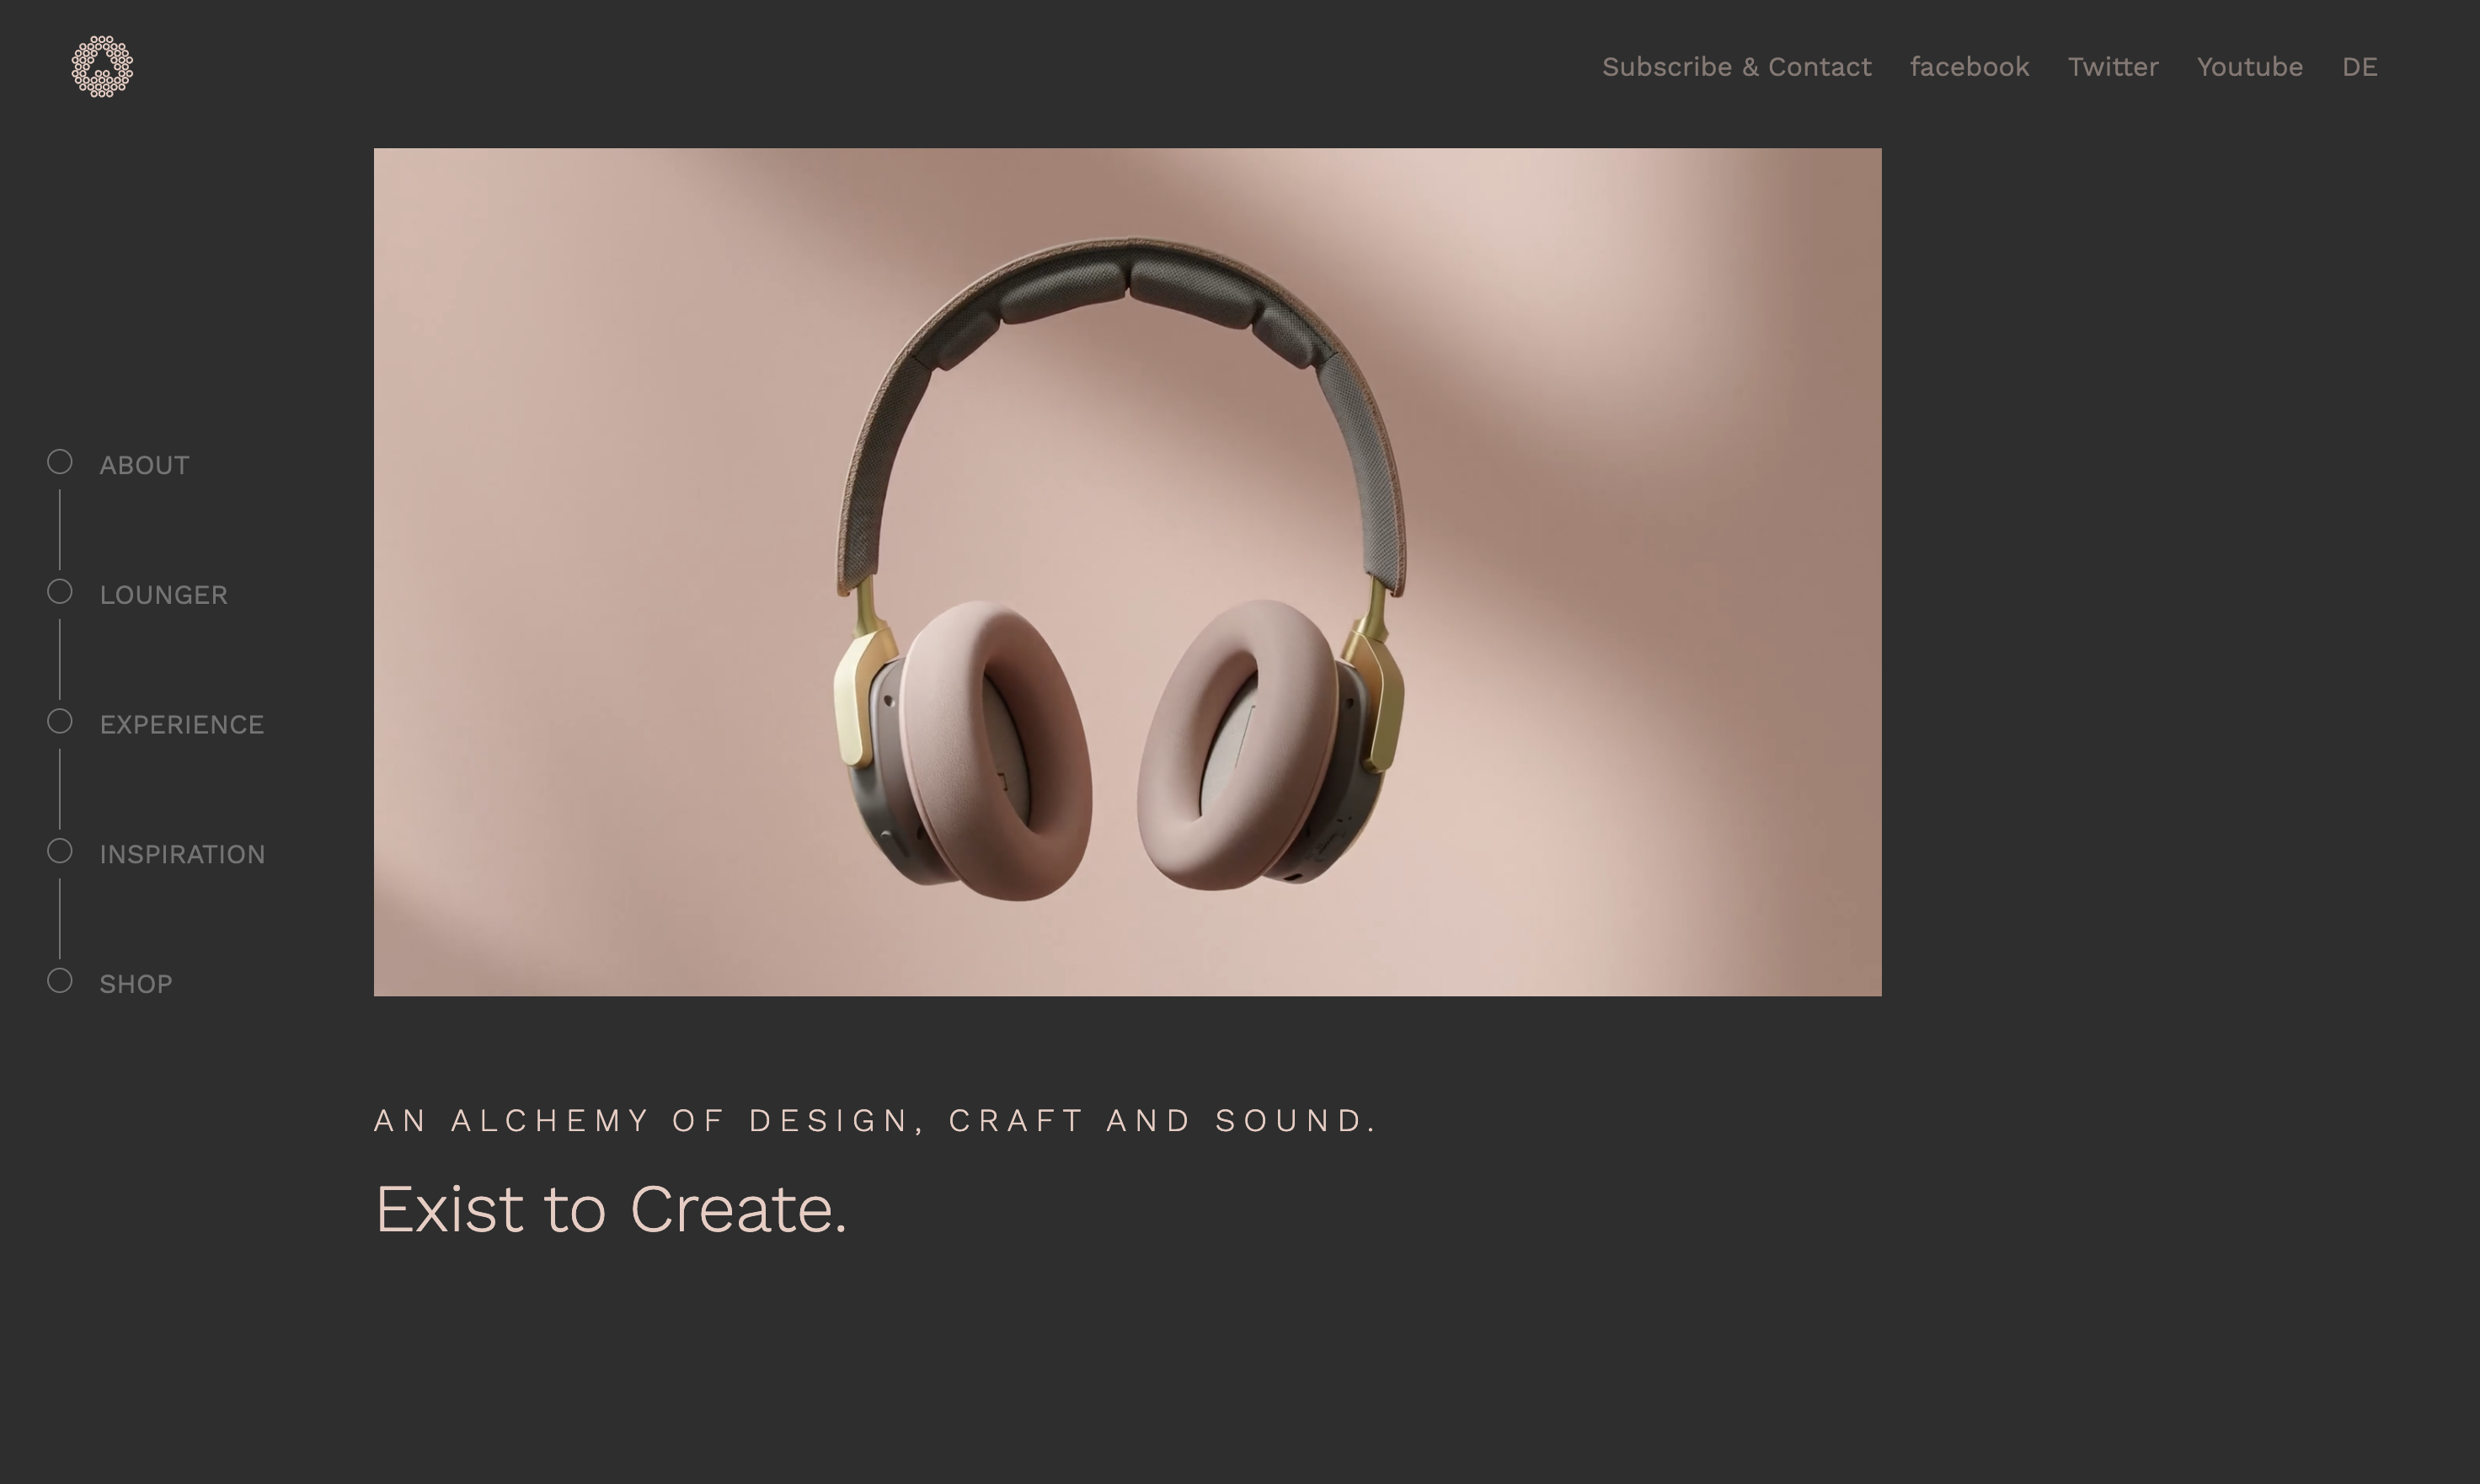 Subscribe & Contact facebook Twitter Youtube DE
ABOUT
LOUNGER
EXPERIENCE
INSPIRATION
SHOP
AN ALCHEMY OF DESIGN, CRAFT AND SOUND.
Exist to Create.